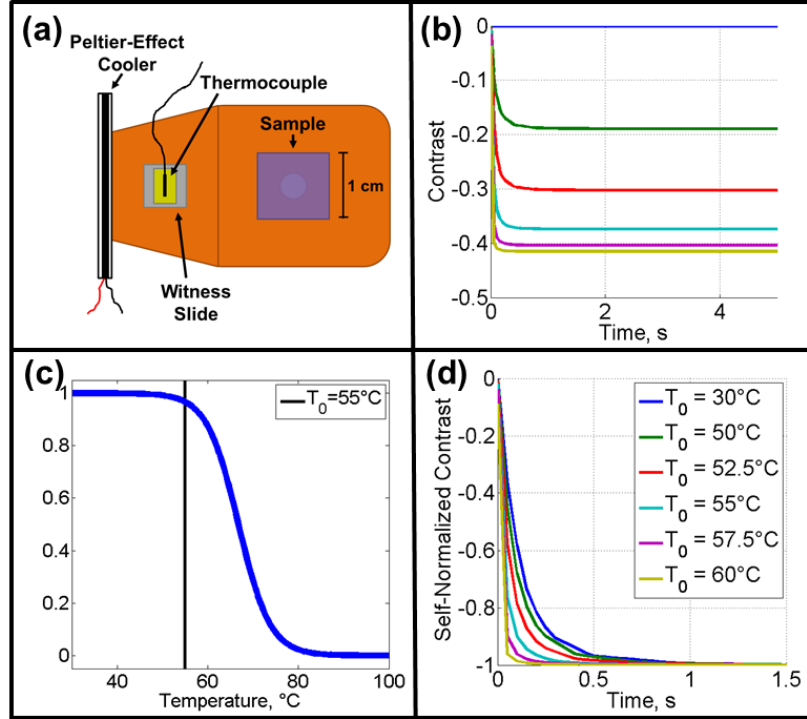 (a)
Peltier-Effect
Cooler
Thermocouple
Sample
1 cm
Witness
Slide
(b)
0
-0.1
-0.2
-0.3
-0.4
-0.5
Contrast
0 2 4
Time, s
(c)
T0=55°C
1
0.8
0.6
0.4
0.2
0
40 60 80 100
Temperature, °C
(d)
0
-0.2
-0.4
-0.6
-0.8
-1
Self-Normalized Contrast
T0 = 30°C
T0 = 50°C
T0 = 52.5°C
T0 = 55°C
T0 = 57.5°C
T0 = 60°C
0 0.5 1 1.5
Time, s